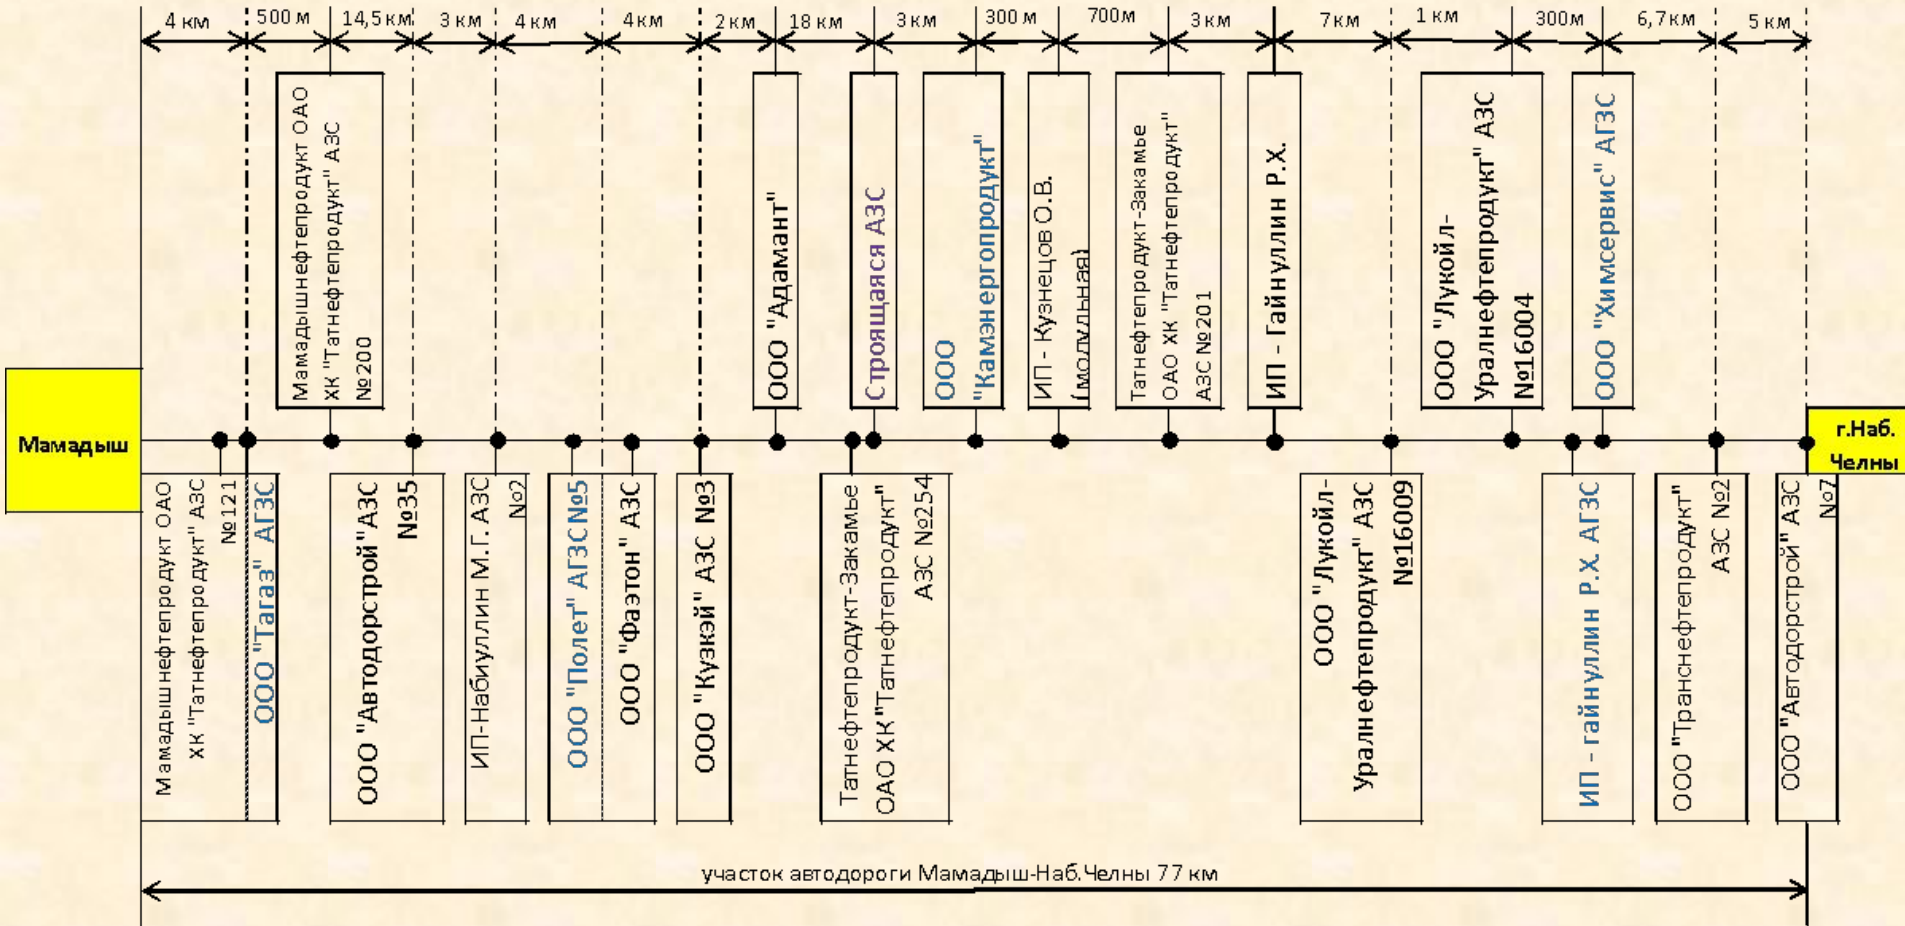 4 км
500 м
14,5 км
3 км
4 км
4 км
2 км
18 км
3 км
300 м
700м
3 км
7 км
1 км
300м
6,7 км
5 км
Мамадышнефтепродукт ОАО
ХК "Татнефтепродукт" АЗС
№200
ООО "Адамант"
Строящаяся АЗС
ООО
"Камэнергопродукт"
ИП - Кузнецов О.В.
(модульная)
Татнефтепродукт-Закамье
ОАО ХК "Татнефтепродукт"
АЗС №201
ИП - Гайнуллин Р.Х.
ООО "Лукойл-
Уралнефтепродукт" АЗС
№16004
ООО "Химсервис" АГЗС
Мамадыш
г.Наб.
Челны
Мамадышнефтепродукт ОАО
ХК "Татнефтепродукт" АЗС
№121
ООО "Тагаз" АГЗС
ООО "Автодорстрой" АЗС
№35
ИП-Набиуллин М.Г. АЗС
№2
ООО "Полет" АГЗС№5
ООО "Фаэтон" АЗС
ООО "Кузкэй" АЗС №3
Татнефтепродукт-Закамье
ОАО ХК "Татнефтепродукт"
АЗС №254
ООО "Лукойл-
Уралнефтепродукт" АЗС
№16009
ИП - гайнуллин Р.Х. АГЗС
ООО "Транснефтепродукт"
АЗС №2
ООО "Автодорстрой" АЗС
№7
участок автодороги Мамадыш-Наб.Челны 77 км